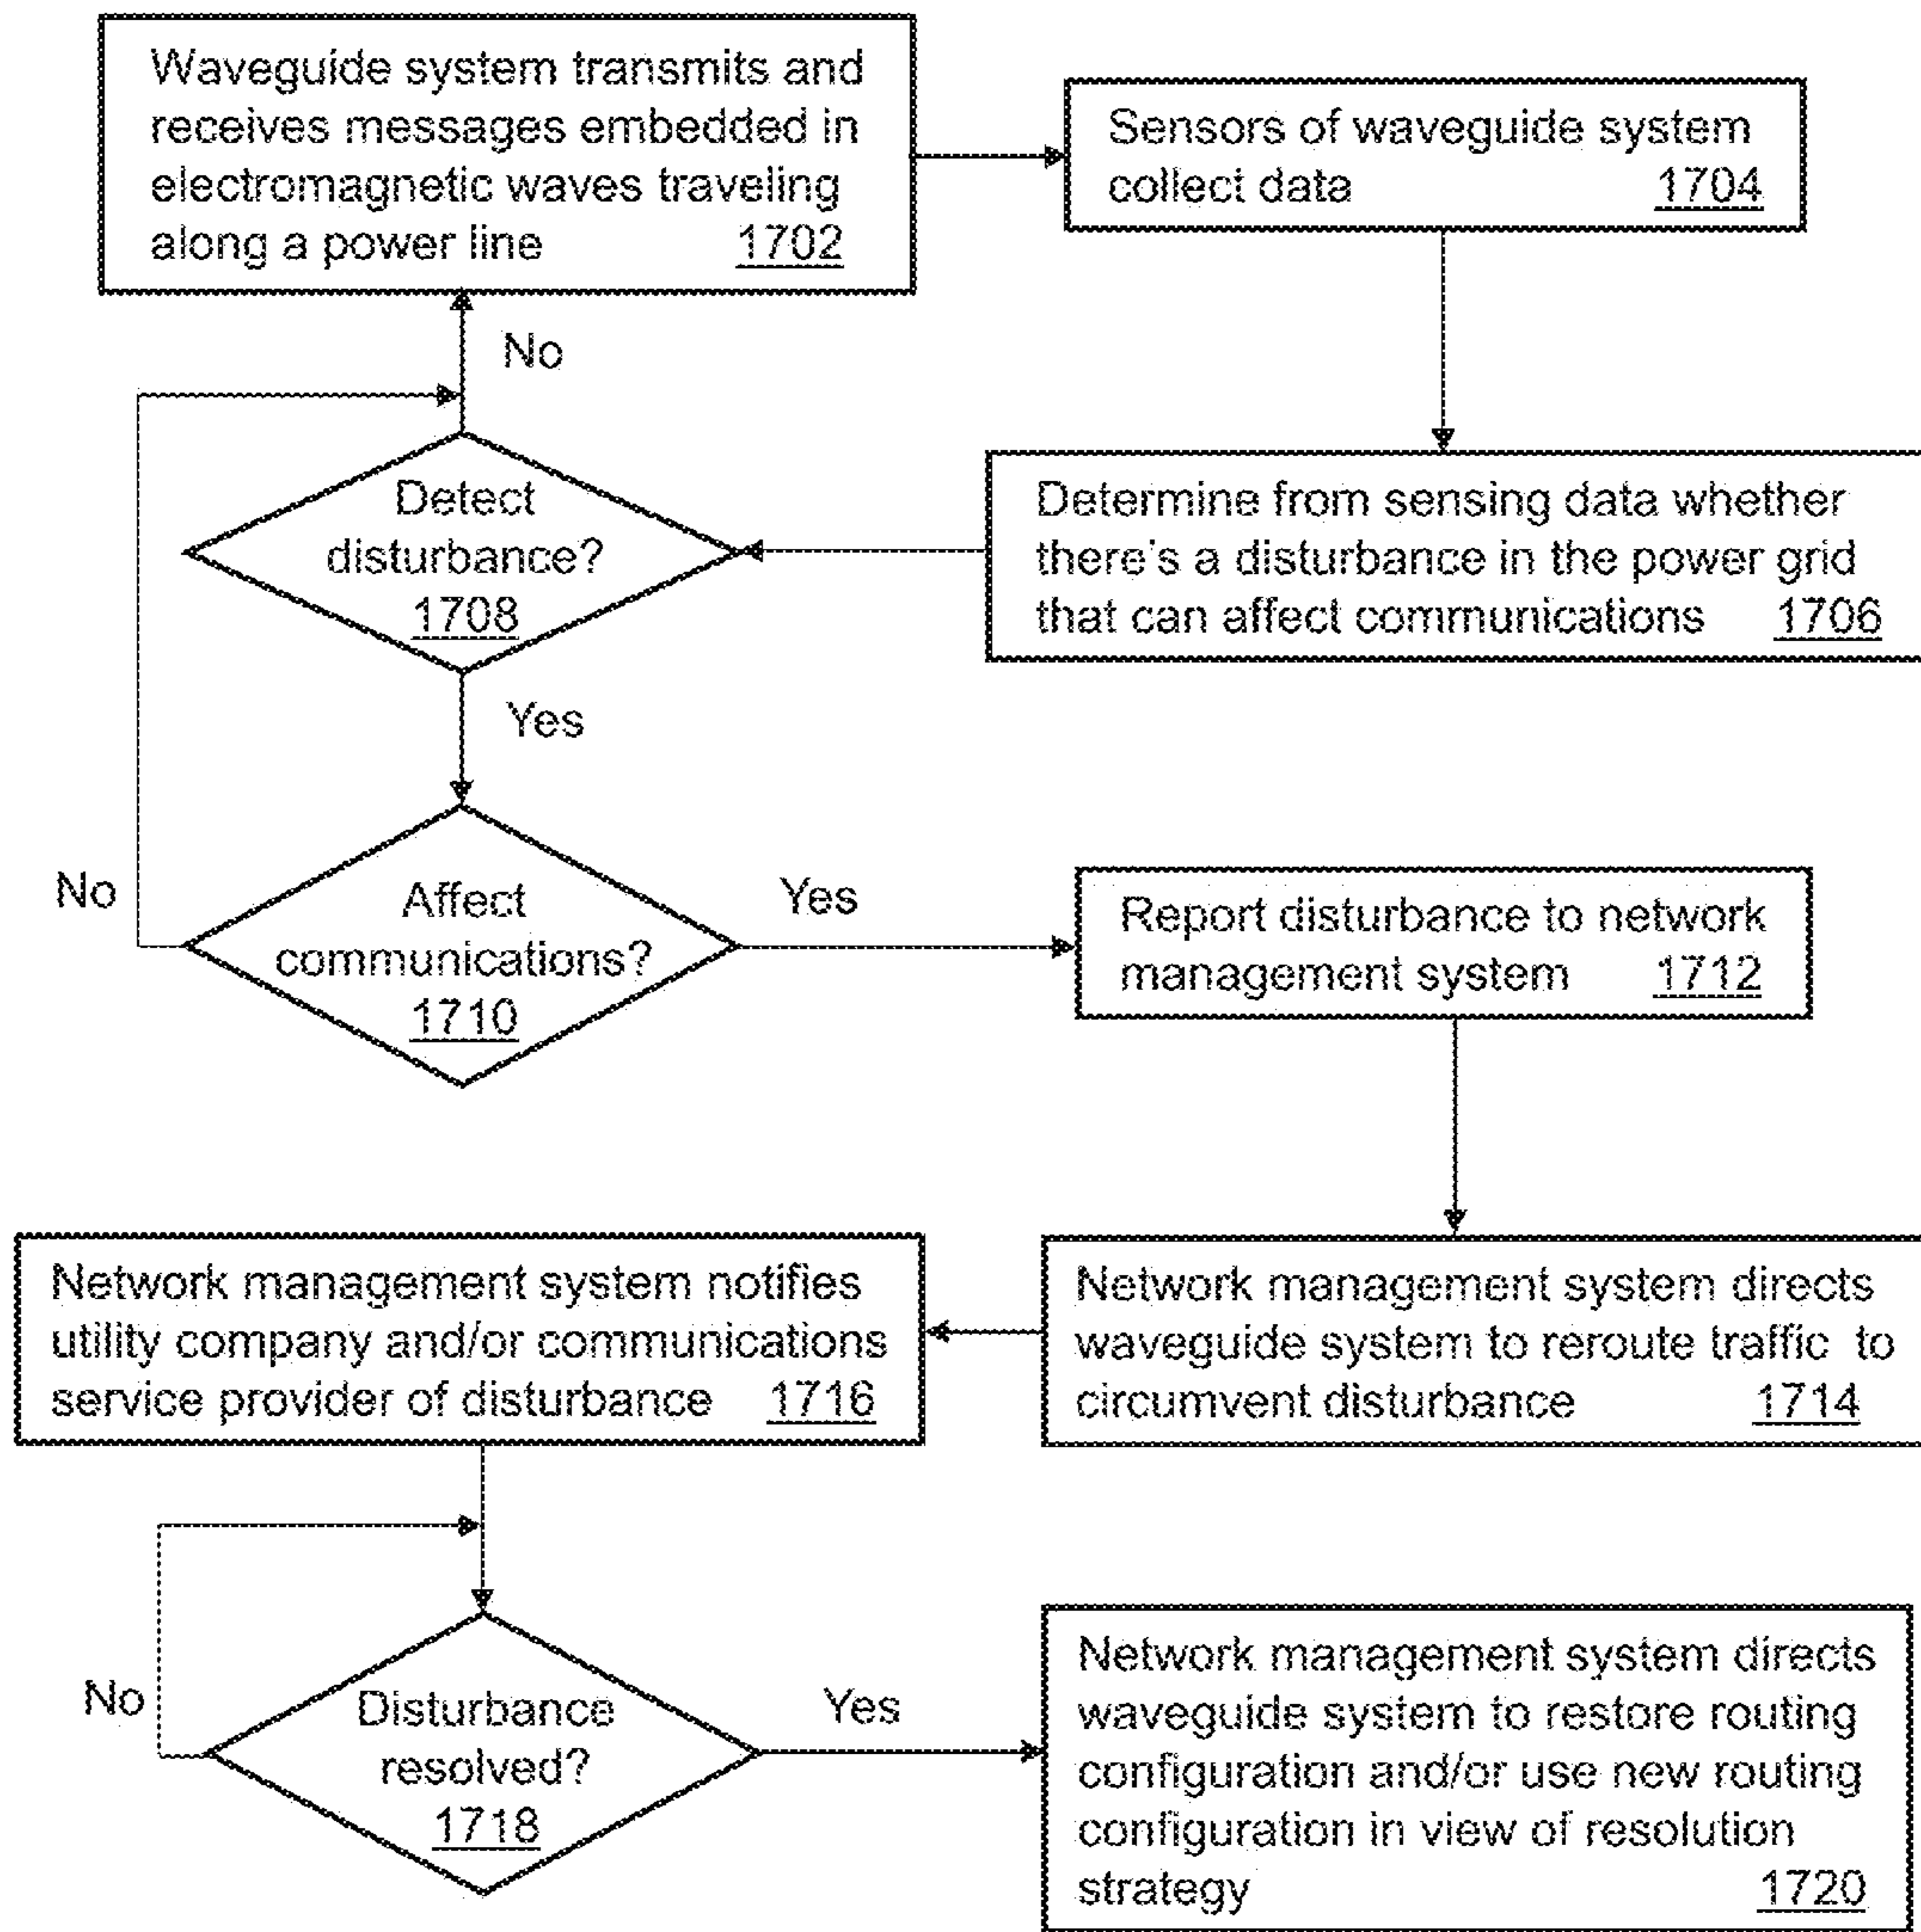 Waveguide system transmits and
receives messages embedded in
electromagnetic waves traveling
along a power line 1702
Sensors of waveguide system
collect data 1704
No
Detect
disturbance?
1708
Determine from sensing data whether
there's a disturbance in the power grid
that can affect communications 1706
Yes
No
Affect
communications?
1710
Yes
Report disturbance to network
management system 1712
Network management system directs
waveguide system to reroute traffic to
circumvent disturbance 1714
Network management system notifies
utility company and/or communications
service provider of disturbance 1716
No
Disturbance
resolved?
1718
Yes
Network management system directs
waveguide system to restore routing
configuration and/or use new routing
configuration in view of resolution
strategy 1720